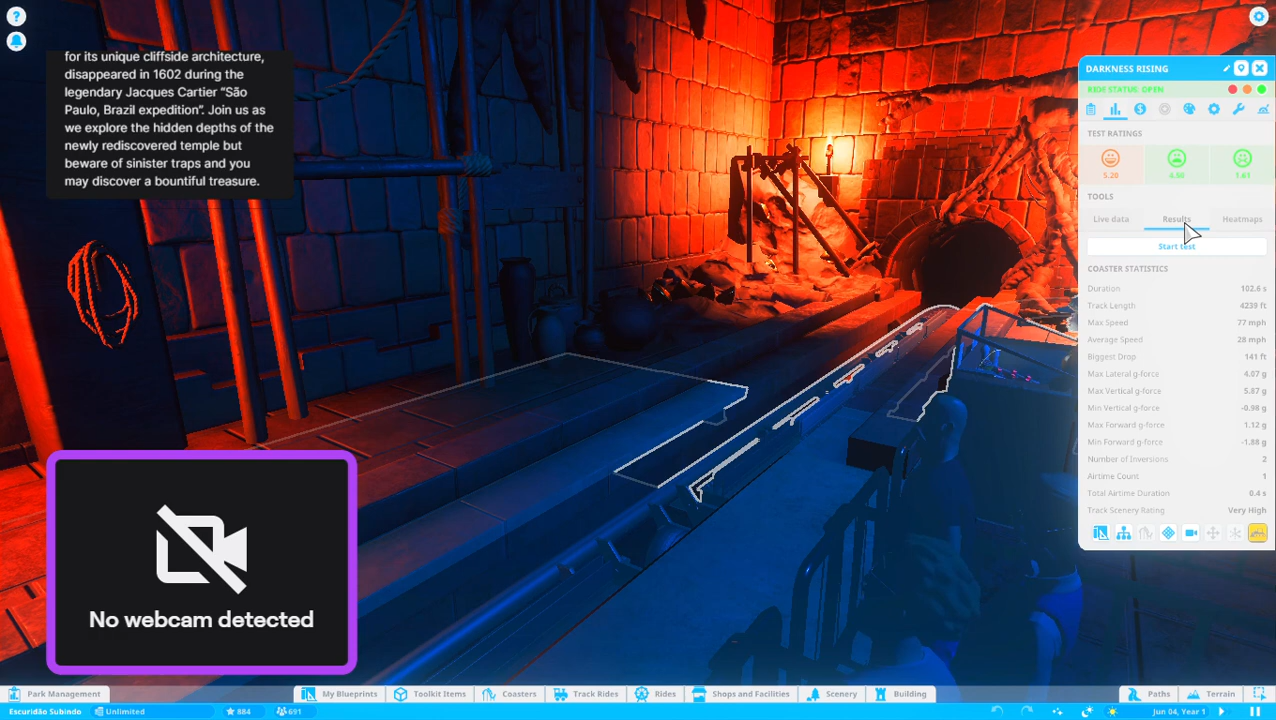 for its unique cliffside architecture,
disappeared in 1602 during the
legendary Jacques Cartier “São
Paulo, Brazil expedition”. Join us as
we explore the hidden depths of the
newly rediscovered temple but
beware of sinister traps and you
may discover a bountiful treasure.
No webcam detected
DARKNESS RISING
RIDE STATUS: OPEN
TEST RATINGS
5.20 4.59 1.61
TOOLS
Live data Results Heatmaps
Start test
COASTER STATISTICS
Duration 102.6 s
Track Length 4239 ft
Max Speed 77 mph
Average Speed 28 mph
Biggest Drop 141 ft
Max Lateral g-force 4.07 g
Max Vertical g-force 5.87 g
Min Vertical g-force -0.98 g
Max Forward g-force 1.12 g
Min Forward g-force -1.88 g
Number of Inversions 2
Airtime Count 1
Total Airtime Duration 0.4 s
Track Scenery Rating Very High
Park Management My Blueprints Toolkit Items Coasters Track Rides Rides Shops and Facilities Scenery Building Paths Terrain
Escuridão Subindo Unlimited 884 691 Jun 04, Year 1